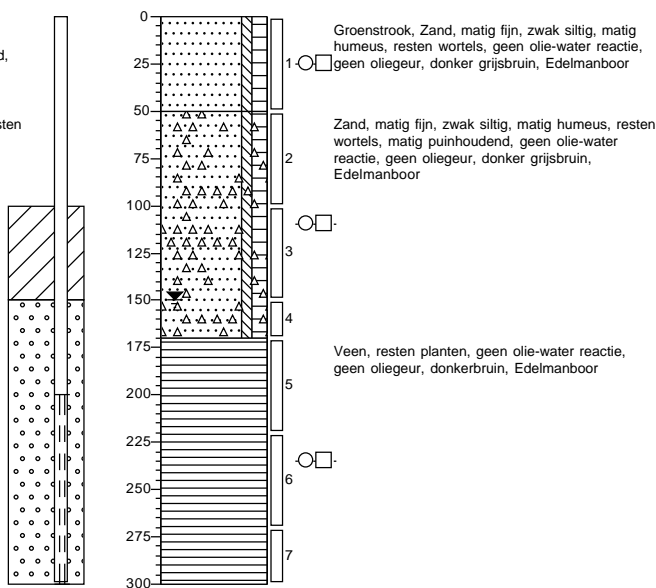 d,
sten
0
25
50
75
100
125
150
175
200
225
250
275
300
1
2
3
4
5
6
7
Groenstrook, Zand, matig fijn, zwak siltig, matig
humeus, resten wortels, geen olie-water reactie,
geen oliegeur, donker grijsbruin, Edelmanboor
Zand, matig fijn, zwak siltig, matig humeus, resten
wortels, matig puinhoudend, geen olie-water
reactie, geen oliegeur, donker grijsbruin,
Edelmanboor
Veen, resten planten, geen olie-water reactie,
geen oliegeur, donkerbruin, Edelmanboor